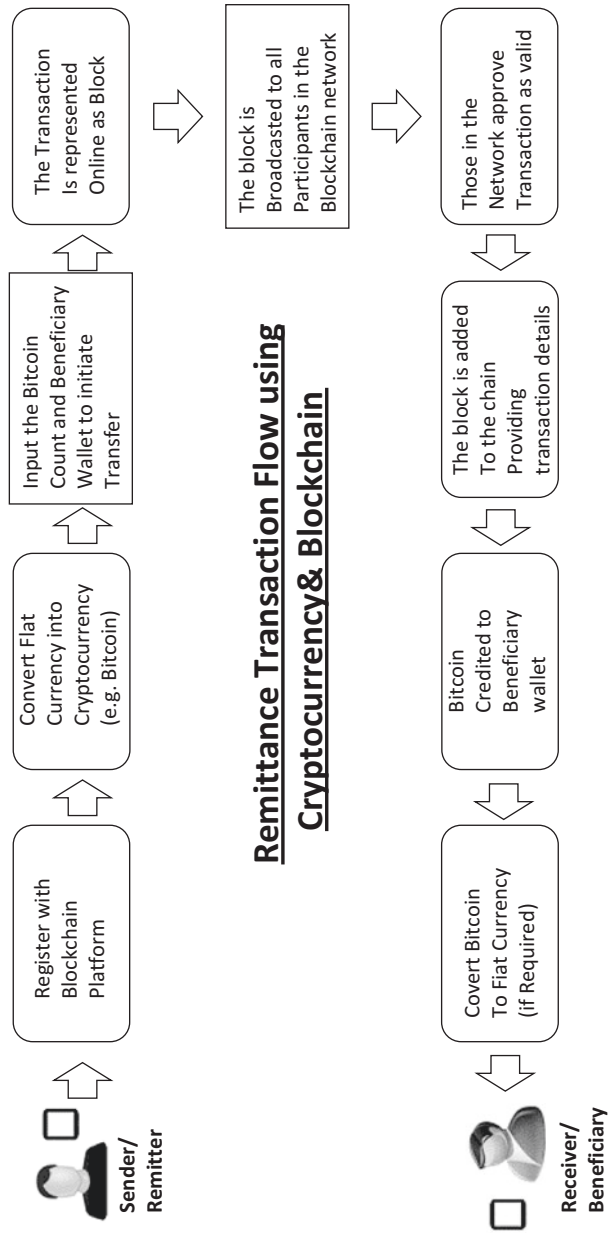 Sender/
Remitter
Register with
Blockchain
Platform
Convert Flat
Currency into
Cryptocurrency
(e.g. Bitcoin)
Input the Bitcoin
Count and Beneficiary
Wallet to initiate
Transfer
The Transaction
Is represented
Online as Block
The block is
Broadcasted to all
Participants in the
Blockchain network
Remittance Transaction Flow using
Cryptocurrency& Blockchain
Those in the
Network approve
Transaction as valid
The block is added
To the chain
Providing
transaction details
Bitcoin
Credited to
Beneficiary
wallet
Covert Bitcoin
To Fiat Currency
(if Required)
Receiver/
Beneficiary